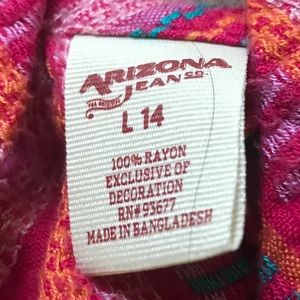 ARIZONA
JEAN CO.
L 14
100% RAYON
EXCLUSIVE OF
DECORATION
RN#93677
MADE IN BANGLADESH